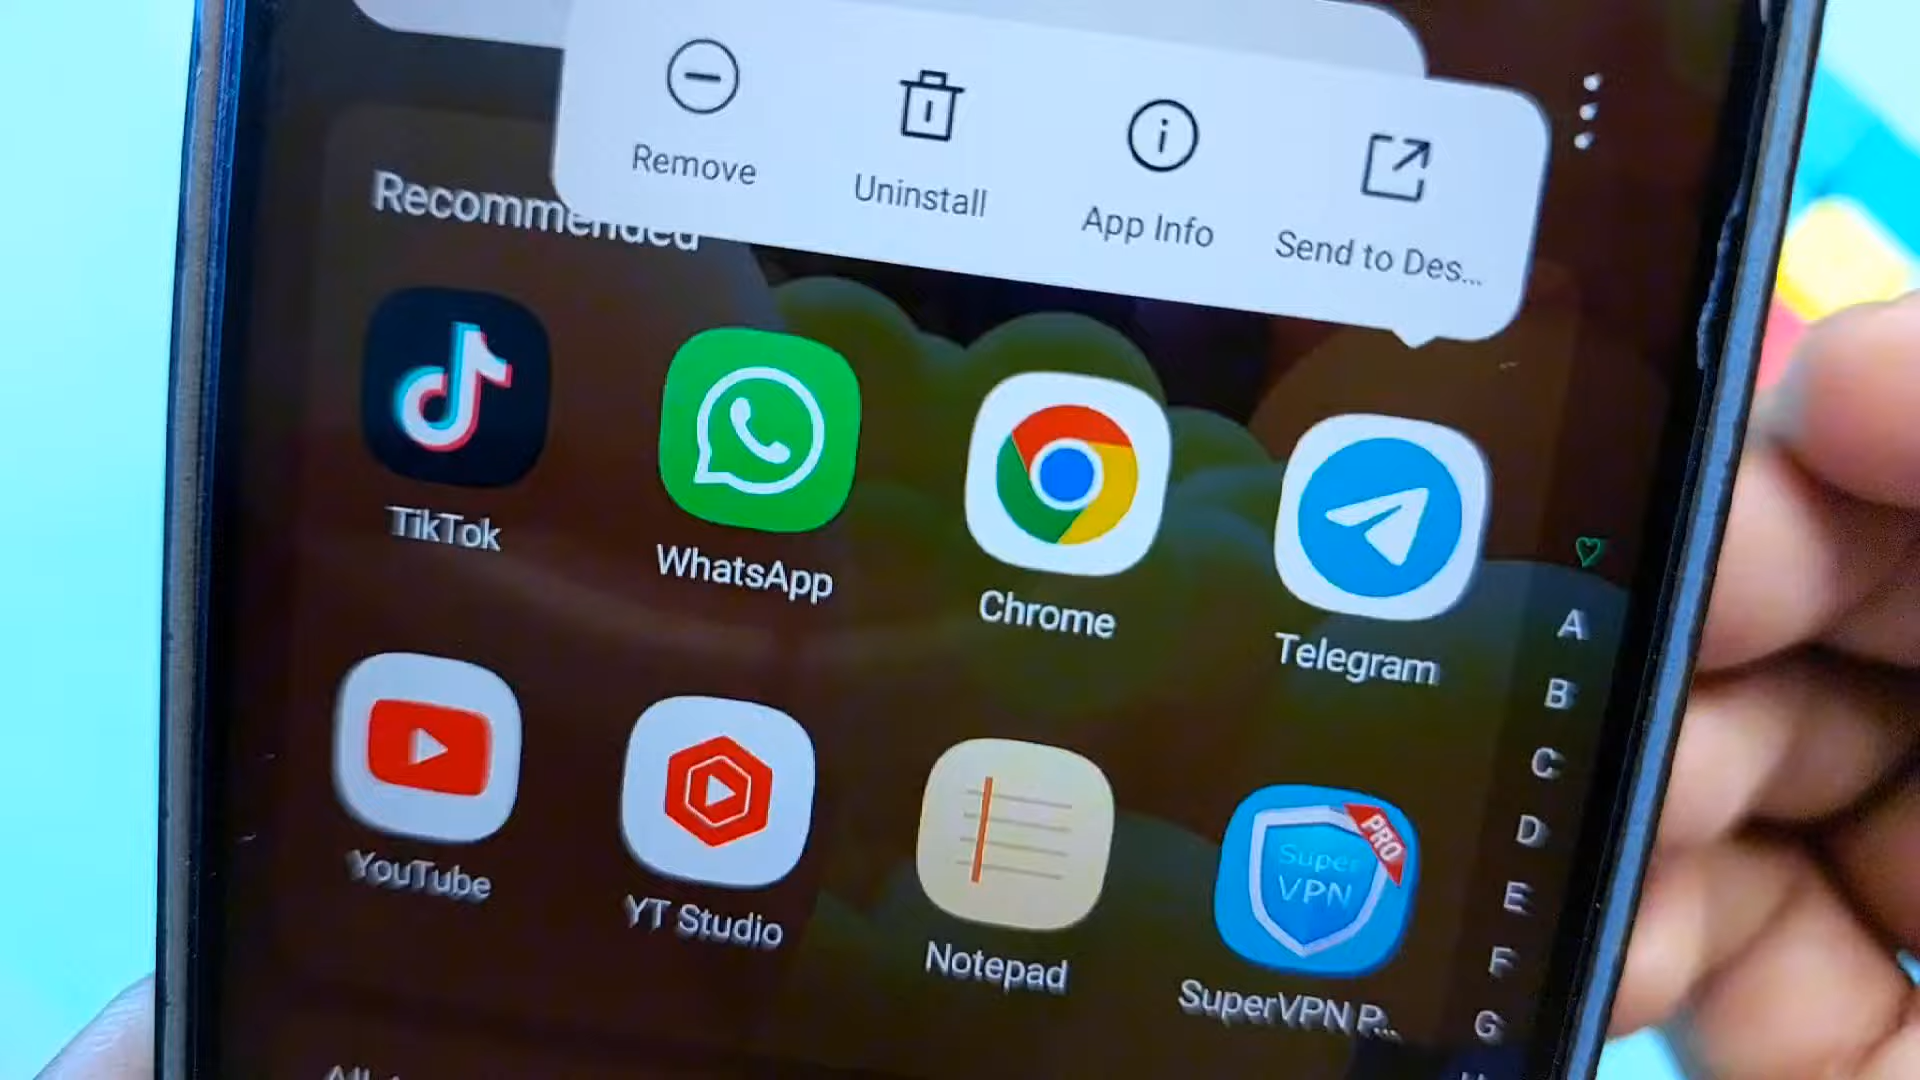 Remove
Uninstall
App Info
Send to Des...
Recommended
TikTok
WhatsApp
Chrome
Telegram
YouTube
YT Studio
Notepad
PRO
Super
VPN
SuperVPN P...
A
B
C
D
E
F
G